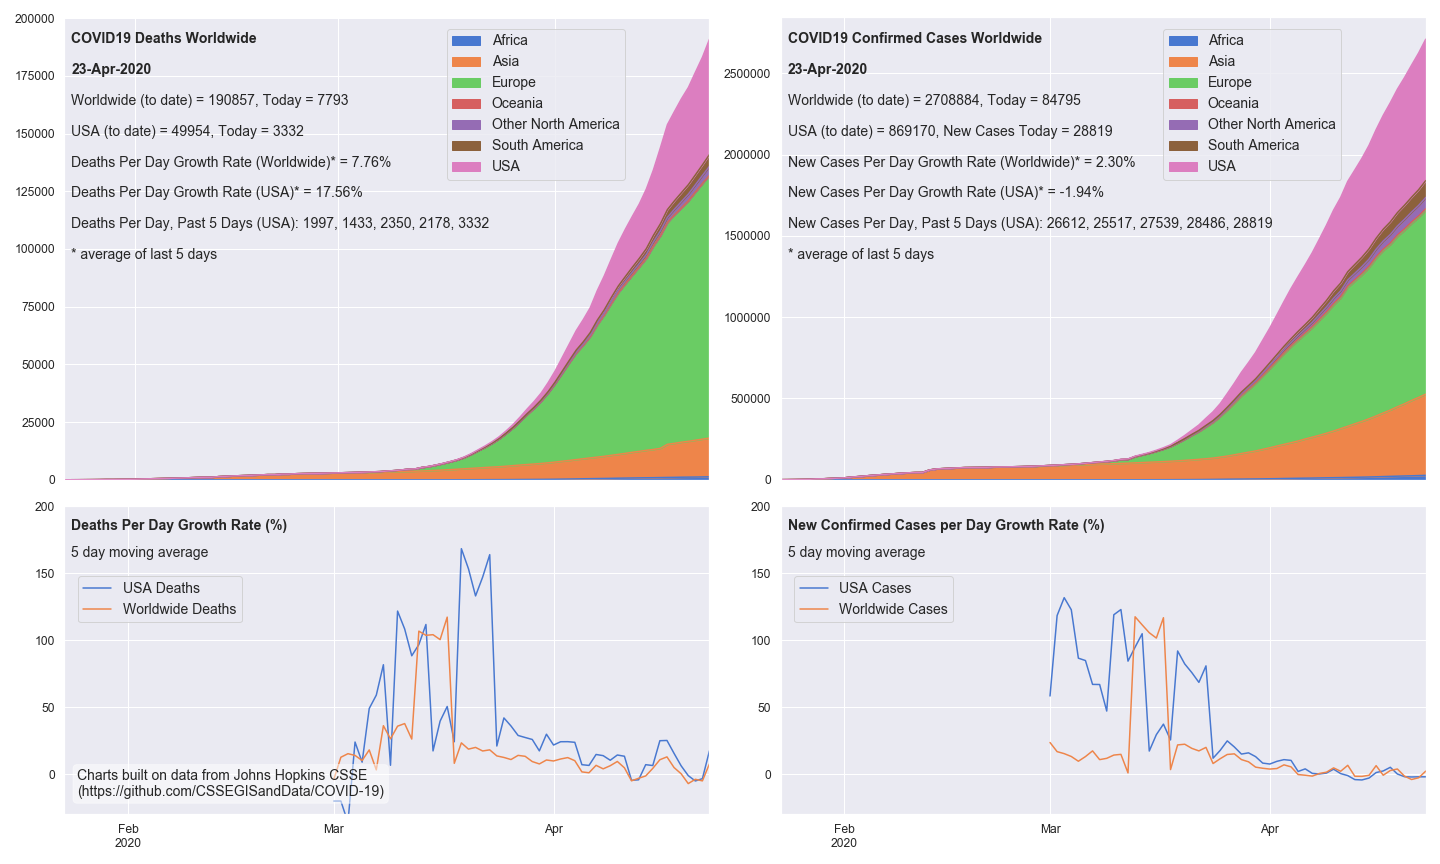 COVID19 Deaths Worldwide
23-Apr-2020
Worldwide (to date) = 190857, Today = 7793
USA (to date) = 49954, Today = 3332
Deaths Per Day Growth Rate (Worldwide)* = 7.76%
Deaths Per Day Growth Rate (USA)* = 17.56%
Deaths Per Day, Past 5 Days (USA): 1997, 1433, 2350, 2178, 3332
* average of last 5 days
Africa
Asia
Europe
Oceania
Other North America
South America
USA
200000
175000
150000
125000
100000
75000
50000
25000
0
COVID19 Confirmed Cases Worldwide
23-Apr-2020
Worldwide (to date) = 2708884, Today = 84795
USA (to date) = 869170, New Cases Today = 28819
New Cases Per Day Growth Rate (Worldwide)* = 2.30%
New Cases Per Day Growth Rate (USA)* = -1.94%
New Cases Per Day, Past 5 Days (USA): 26612, 25517, 27539, 28486, 28819
* average of last 5 days
Africa
Asia
Europe
Oceania
Other North America
South America
USA
2500000
2000000
1500000
1000000
500000
0
Deaths Per Day Growth Rate (%)
5 day moving average
USA Deaths
Worldwide Deaths
200
150
100
50
0
Charts built on data from Johns Hopkins CSSE
(https://github.com/CSSEGISandData/COVID-19)
Feb
2020
Mar
Apr
New Confirmed Cases per Day Growth Rate (%)
5 day moving average
USA Cases
Worldwide Cases
200
150
100
50
0
Feb
2020
Mar
Apr